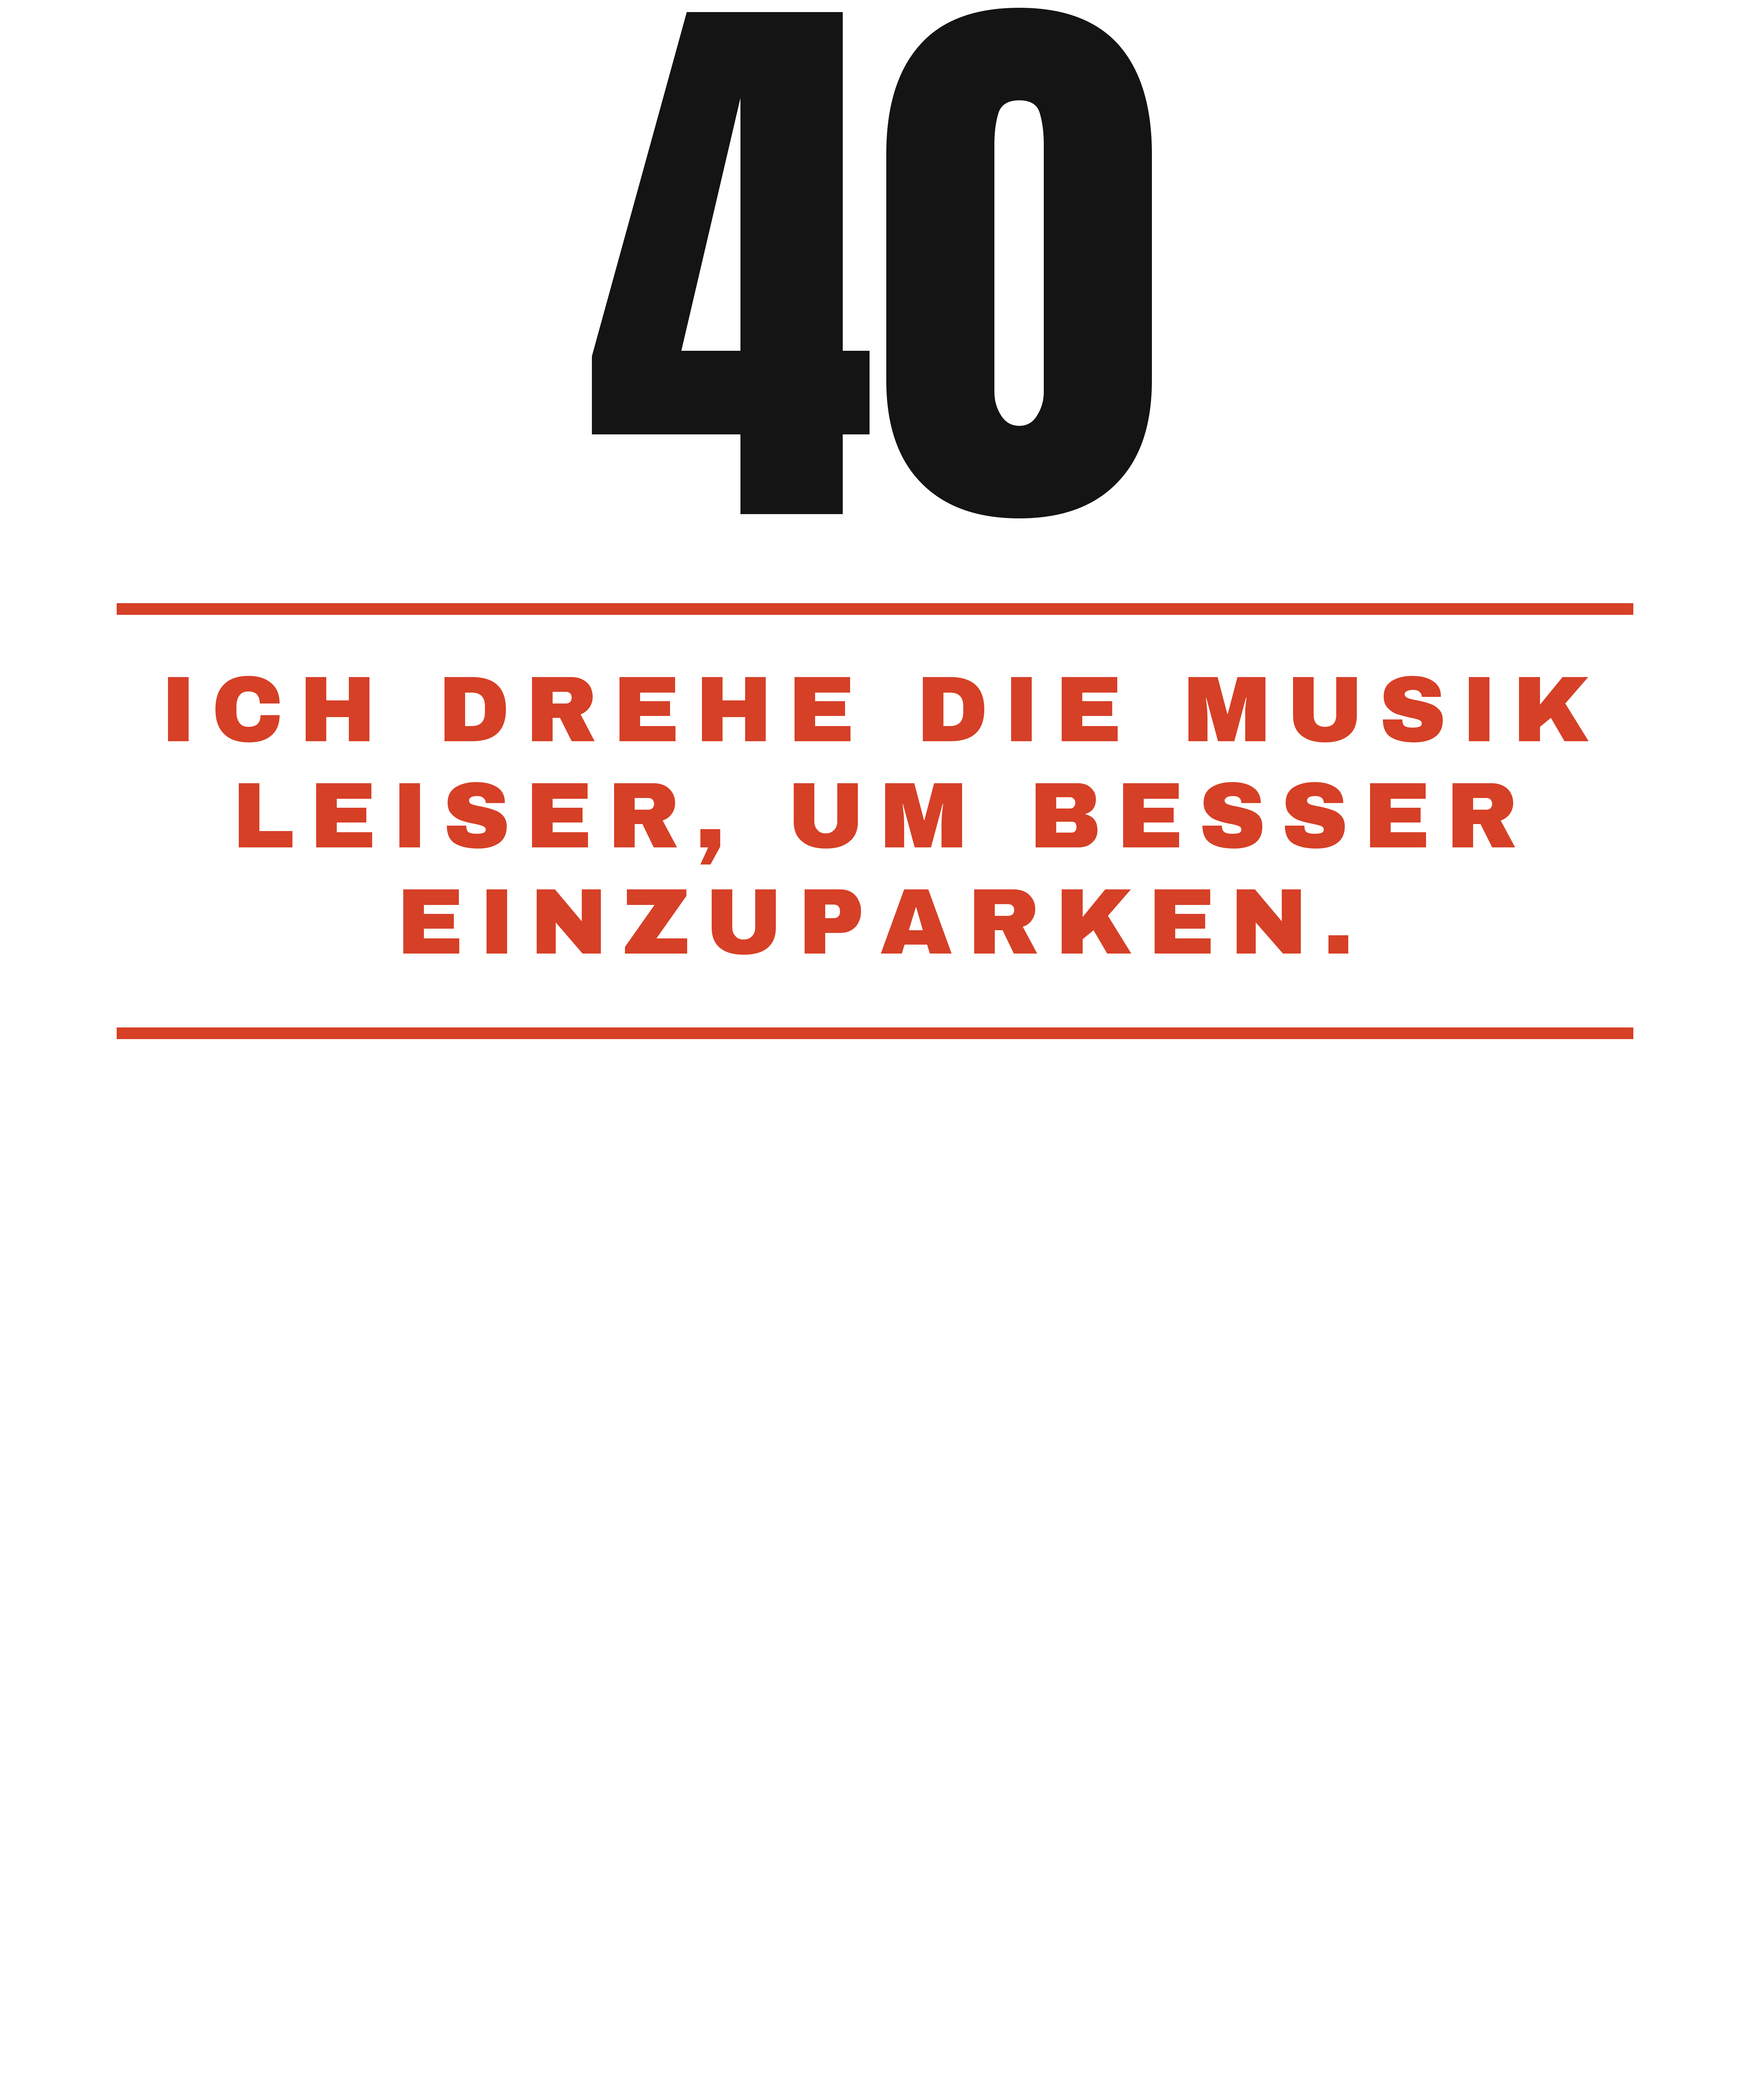 40
ICH DREHE DIE MUSIK
LEISER, UM BESSER
EINZUPARKEN.